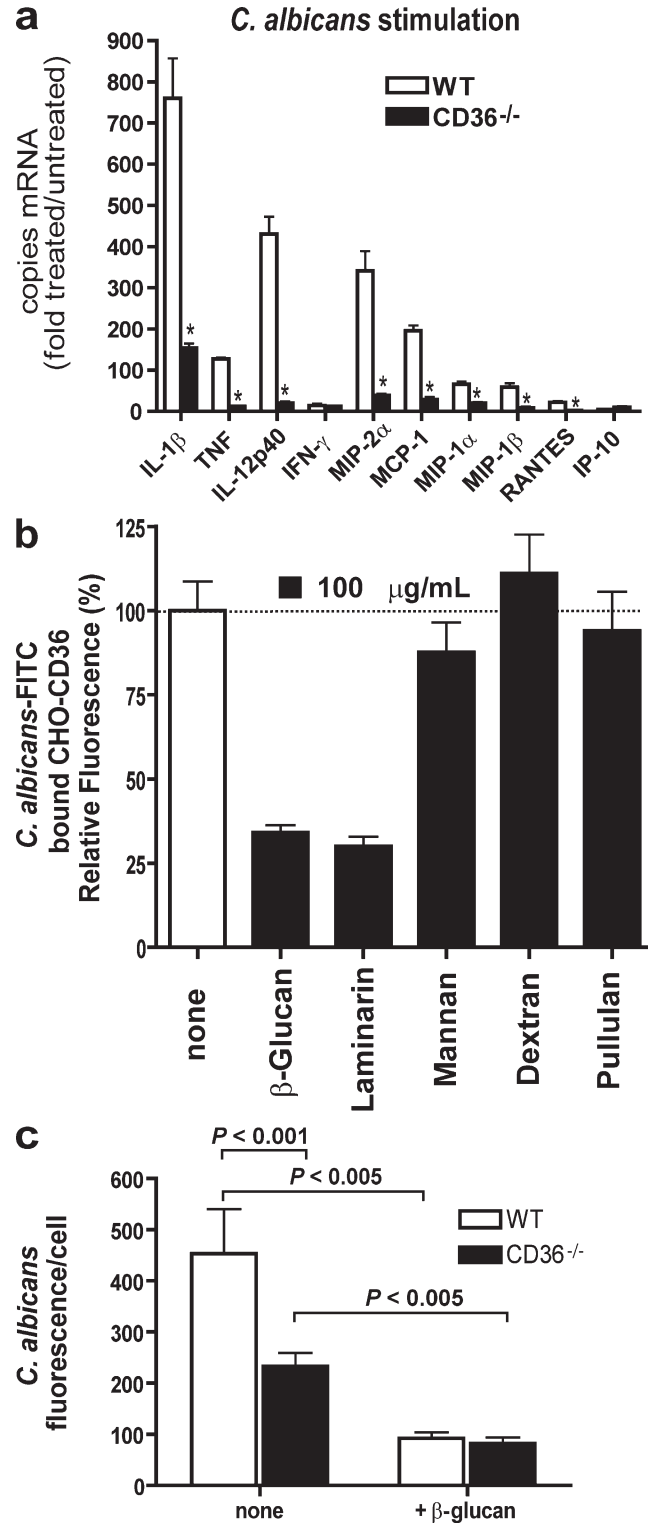 a
C. albicans stimulation
copies mRNA
(fold treated/untreated)
900
800
700
600
500
400
300
200
100
0
WT
CD36-/-
*
*
*
*
*
*
*
*
IL-1β
TNF
IL-12p40
IFN-γ
MIP-2α
MCP-1
MIP-1α
MIP-1β
RANTES
IP-10
b
C. albicans-FITC
bound CHO-CD36
Relative Fluorescence (%)
125
100
75
50
25
0
100 μg/mL
none
β-Glucan
Laminarin
Mannan
Dextran
Pullulan
c
P < 0.001
P < 0.005
P < 0.005
C. albicans
fluorescence/cell
600
500
400
300
200
100
0
WT
CD36-/-
none
+ β-glucan